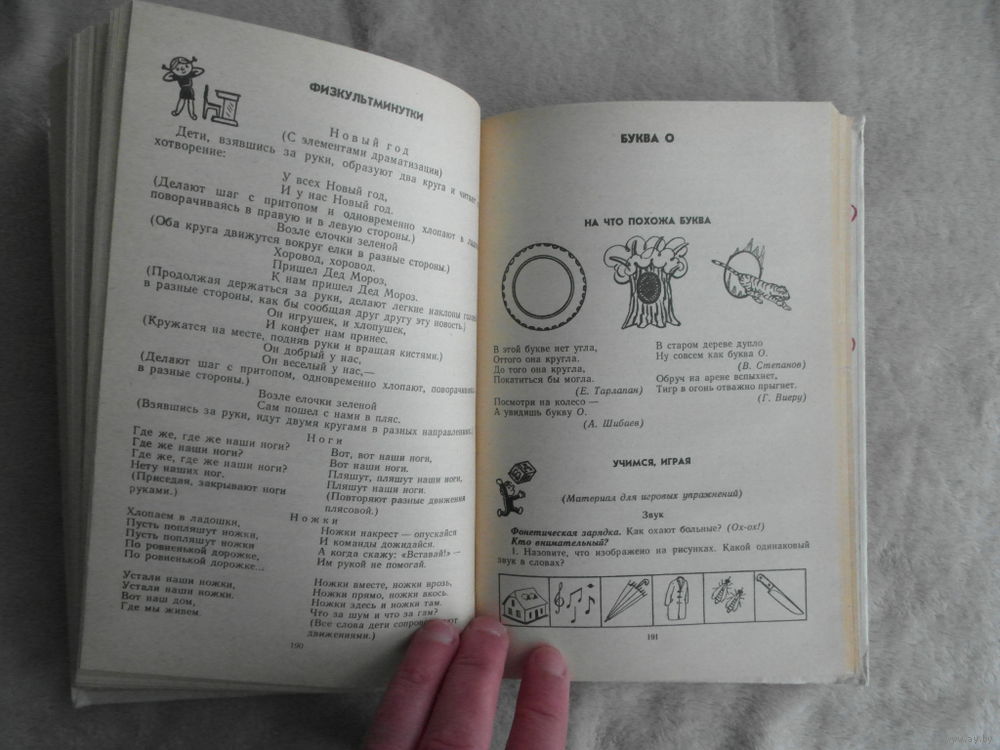 ФИЗКУЛЬТМИНУТКИ
Новый год
(С элементами драматизации)
Дети, взявшись за руки, образуют два круга и читают
хотворение:
У всех Новый год,
И у нас Новый год.
(Делают шаг с притопом и одновременно хлопают в
поворачиваясь в правую и в левую стороны.)
Возле елочки зеленой
(Оба круга движутся вокруг елки в разные стороны.)
Хоровод, хоровод.
Пришел Дед Мороз,
К нам пришел Дед Мороз.
(Продолжая держаться за руки, делают легкие наклоны головы
в разные стороны, как бы сообщая друг другу эту новость.)
Он игрушек, и хлопушек,
И конфет нам принес.
(Кружатся на месте, подняв руки и вращая кистями.)
Он добрый у нас,
Он веселый у нас,—
(Делают шаг с притопом, одновременно хлопают, поворачиваясь
в разные стороны.)
Возле елочки зеленой
Сам пошел с нами в пляс.
(Взявшись за руки, идут двумя кругами в разных направлениях.)
Ноги
Где же, где же наши ноги?
Где же наши ноги?
Где же, где же наши ноги?
Нету наших ног.
(Приседая, закрывают ноги
руками.)
Вот, вот наши ноги,
Вот наши ноги.
Пляшут, пляшут наши ноги,
Пляшут наши ноги.
(Повторяют разные движения
плясовой.)
Ножки
Хлопаем в ладошки,
Пусть попляшут ножки,
Пусть попляшут ножки
По ровненькой дорожке,
По ровненькой дорожке...
Устали наши ножки,
Устали наши ножки.
Вот наш дом,
Где мы живем.
Ножки накрест — опускайся
И команды дожидайся.
А когда скажу: «Вставай!» —
Им рукой не помогай.
Ножки вместе, ножки врозь,
Ножки прямо, ножки вкось.
Ножки здесь и ножки там.
Что за шум и что за гам?
(Все слова дети
движениями.)
190
БУКВА О
НА ЧТО ПОХОЖА БУКВА
В этой букве нет угла,
Оттого она кругла.
До того она кругла,
Покатиться бы могла.
(Е. Тарлапан)
Посмотри на колесо —
А увидишь букву О.
(А. Шибаев)
В старом дереве дупло
Ну совсем как буква О.
(В. Степанов)
Обруч на арене вспыхнет,
Тигр в огонь отважно прыгнет.
(Г. Виеру)
УЧИМСЯ, ИГРАЯ
(Материал для игровых упражнений)
Звук
Фонетическая зарядка. Как охают больные? (Ох-ох!)
Кто внимательный?
1. Назовите, что изображено на рисунках. Какой одинаковый
звук в словах?
191
www.ay.by